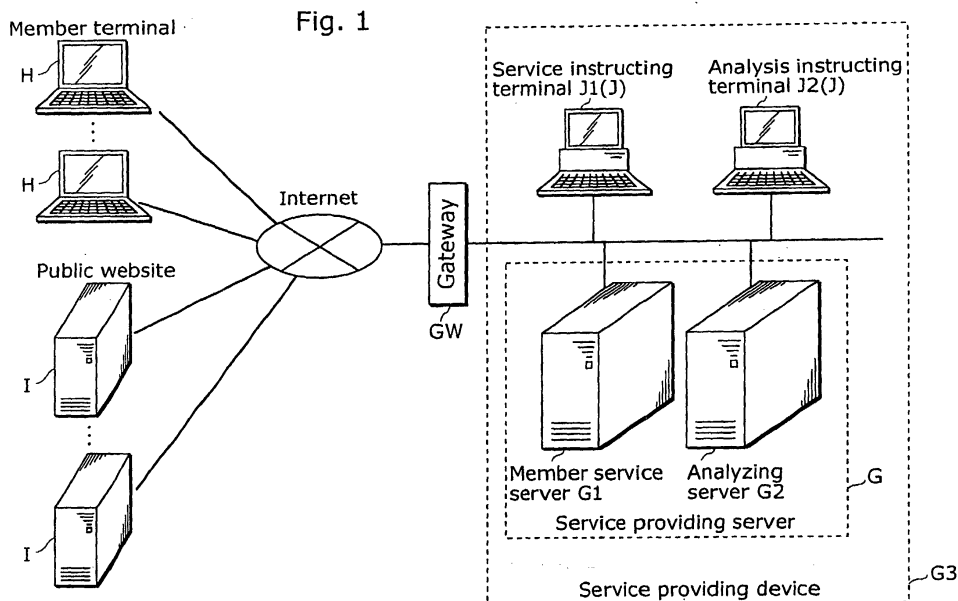 Fig. 1
Member terminal
H
H
Public website
I
I
Internet
Gateway
GW
Service instructing
terminal J1(J)
Analysis instructing
terminal J2(J)
Member service
server G1
Analyzing
server G2
Service providing server
G
Service providing device
G3